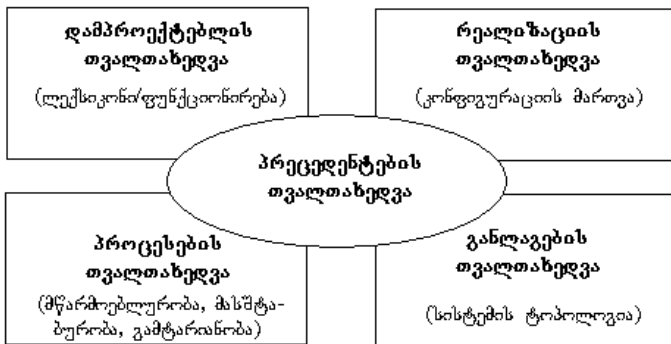 დამპროექტებლის
თვალთახედვა
(ლექსიკონი/ფუნქციონირება)
რეალიზაციის
თვალთახედვა
(კონფიგურაციის მართვა)
პრეცედენტების
თვალთახედვა
პროცესების
თვალთახედვა
(მწარმოებლურობა, მასშტა-
ბურობა, გამტარიანობა)
განლაგების
თვალთახედვა
(სისტემის ტოპოლოგია)